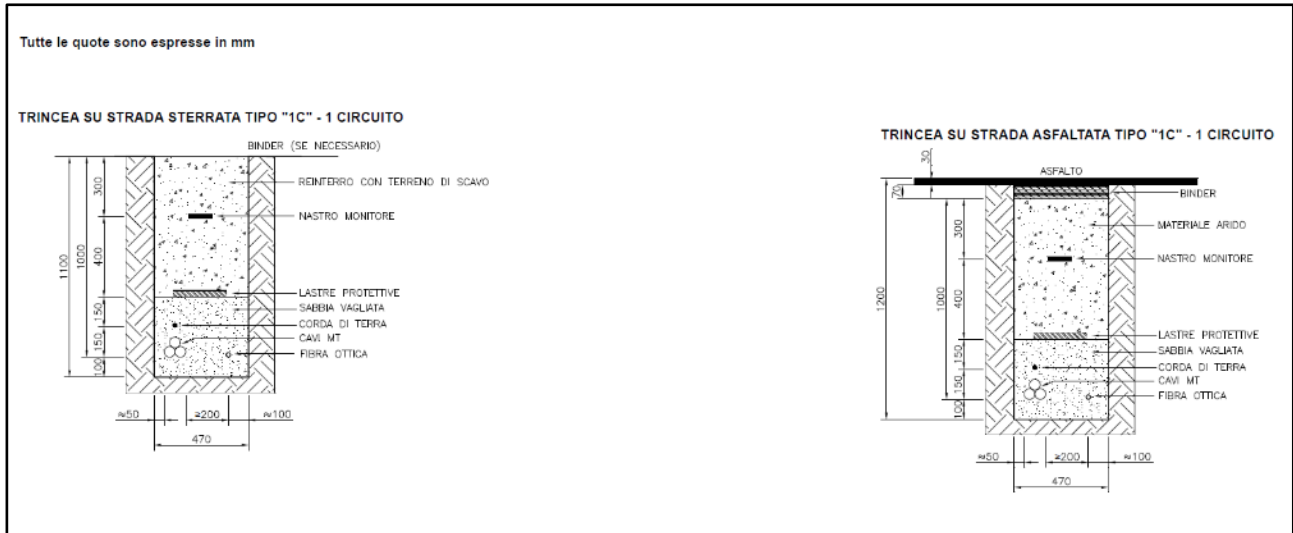 Tutte le quote sono espresse in mm
TRINCEA SU STRADA STERRATA TIPO "1C" - 1 CIRCUITO
BINDER (SE NECESSARIO)
REINTERRO CON TERRENO DI SCAVO
NASTRO MONITORE
LASTRE PROTETTIVE
SABBIA VAGLIATA
CORDA DI TERRA
CAVI MT
FIBRA OTTICA
1100
1000
300
400
150
150
100
≈50
≥200
≈100
470
TRINCEA SU STRADA ASFALTATA TIPO "1C" - 1 CIRCUITO
30
ASFALTO
70
BINDER
MATERIALE ARIDO
NASTRO MONITORE
LASTRE PROTETTIVE
SABBIA VAGLIATA
CORDA DI TERRA
CAVI MT
FIBRA OTTICA
1200
1000
300
400
150
150
100
≈50
≥200
≈100
470